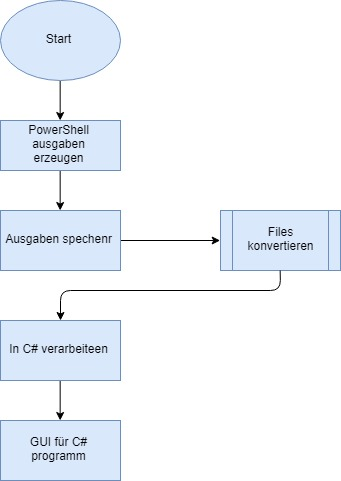 Start
PowerShell
ausgaben
erzeugen
Ausgaben spechenr
Files
konvertieren
In C# verarbeiteen
GUI für C#
programm